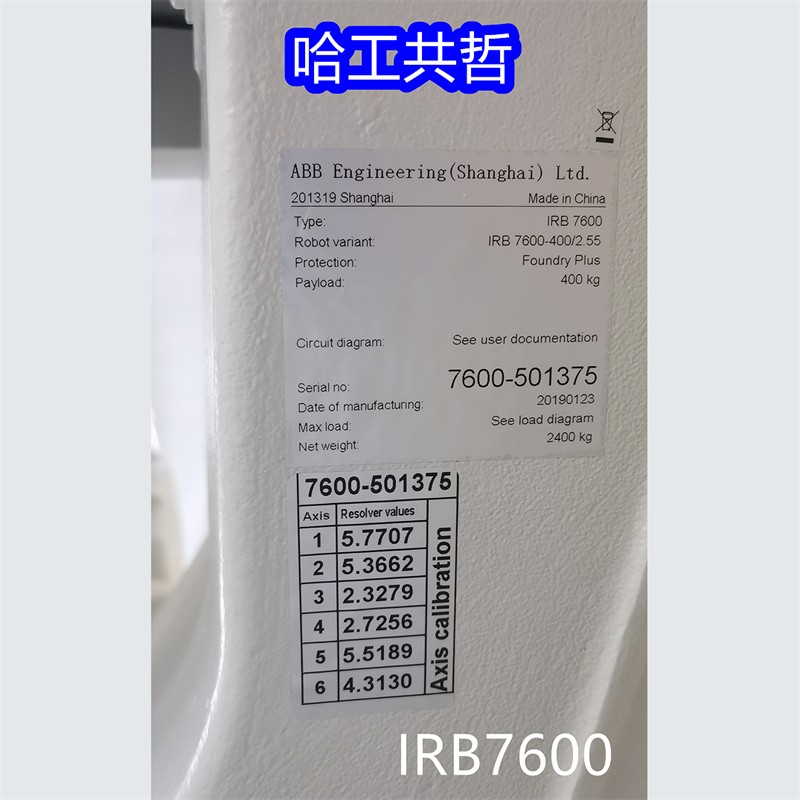 哈工共哲
ABB Engineering(Shanghai) Ltd.
201319 Shanghai Made in China
Type: IRB 7600
Robot variant: IRB 7600-400/2.55
Protection: Foundry Plus
Payload: 400 kg
Circuit diagram: See user documentation
Serial no: 7600-501375
Date of manufacturing: 20190123
Max load: See load diagram
Net weight: 2400 kg
7600-501375
Axis Resolver values
1 5.7707
2 5.3662
3 2.3279
4 2.7256
5 5.5189
6 4.3130
Axis calibration
IRB7600